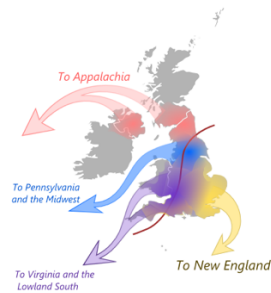 To Appalachia
To Pennsylvania
and the Midwest
To Virginia and the
Lowland South
To New England